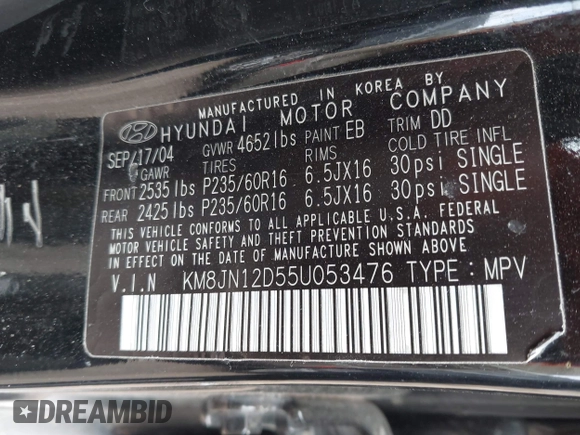 MANUFACTURED IN KOREA BY
HYUNDAI MOTOR COMPANY
SEP/17/04 GVWR 4652lbs PAINT EB TRIM DD
GAWR TIRES RIMS COLD TIRE INFL
FRONT 2535lbs P235/60R16 6.5JX16 30psi SINGLE
REAR 2425lbs P235/60R16 6.5JX16 30psi SINGLE
THIS VEHICLE CONFORMS TO ALL APPLICABLE U.S.A. FEDERAL
MOTOR VEHICLE SAFETY, BUMPER, AND THEFT PREVENTION STANDARDS
IN EFFECT ON THE DATE OF MANUFACTURE SHOWN ABOVE.
V.I.N KM8JN12D55U053476 TYPE: MPV
DREAMBID